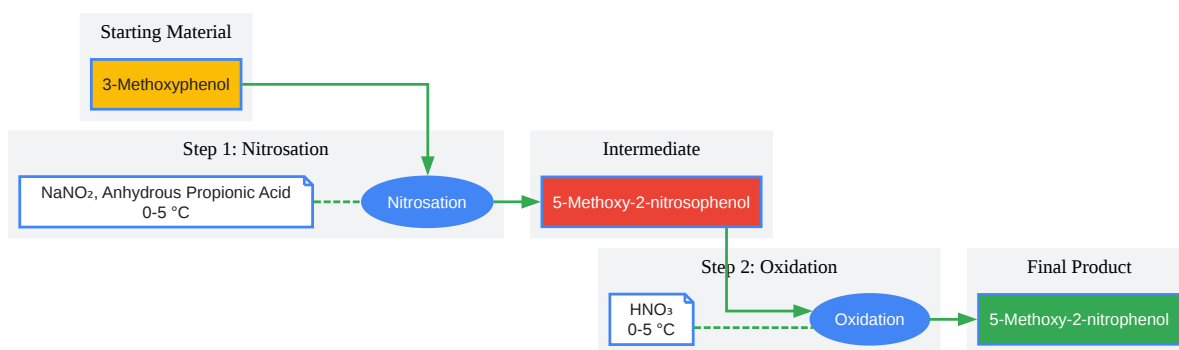 Starting Material
3-Methoxyphenol
Step 1: Nitrosation
NaNO₂, Anhydrous Propionic Acid
0-5 °C
Nitrosation
Intermediate
5-Methoxy-2-nitrosophenol
Step 2: Oxidation
HNO₃
0-5 °C
Oxidation
Final Product
5-Methoxy-2-nitrophenol